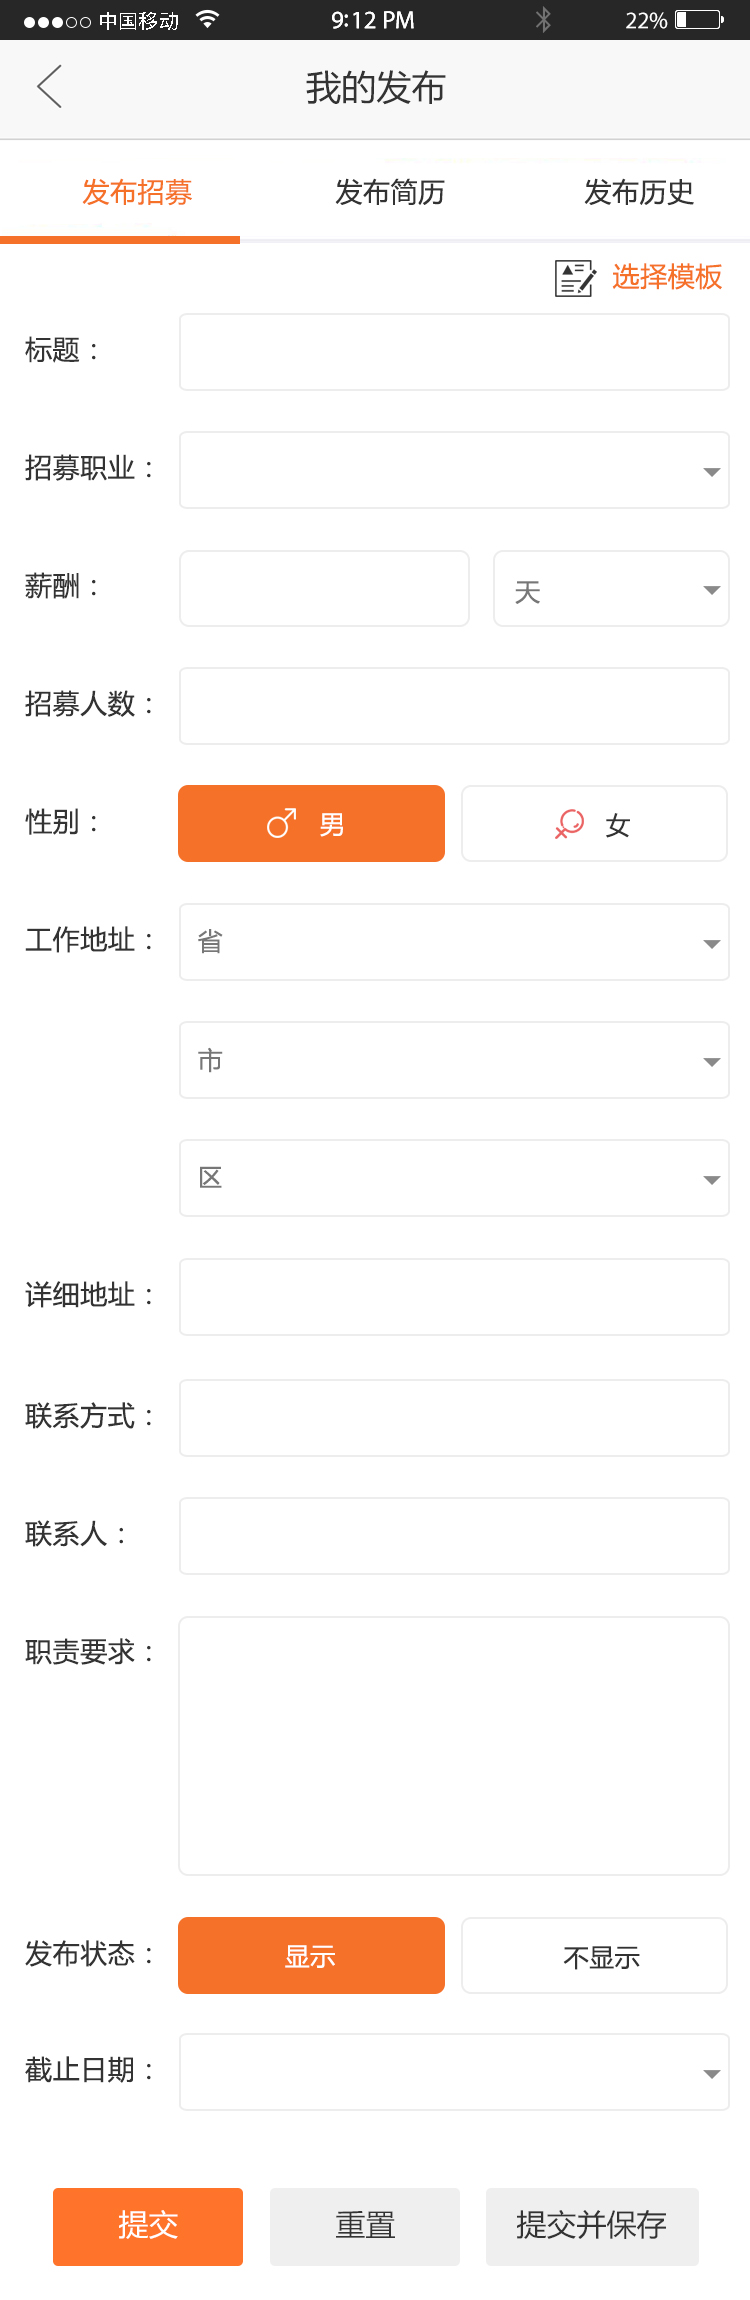 中国移动 9:12 PM 22%
我的发布
发布招募 发布简历 发布历史
选择模板
标题：
招募职业：
薪酬： 天
招募人数：
性别： 男 女
工作地址： 省
市
区
详细地址：
联系方式：
联系人：
职责要求：
发布状态： 显示 不显示
截止日期：
提交 重置 提交并保存